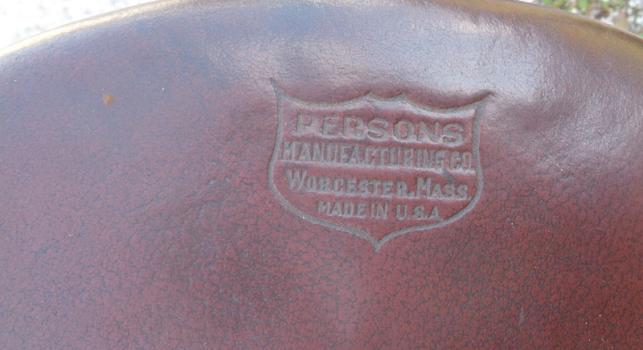 PERSONS
MANUFACTURING CO.
WORCESTER, MASS
MADE IN U.S.A.